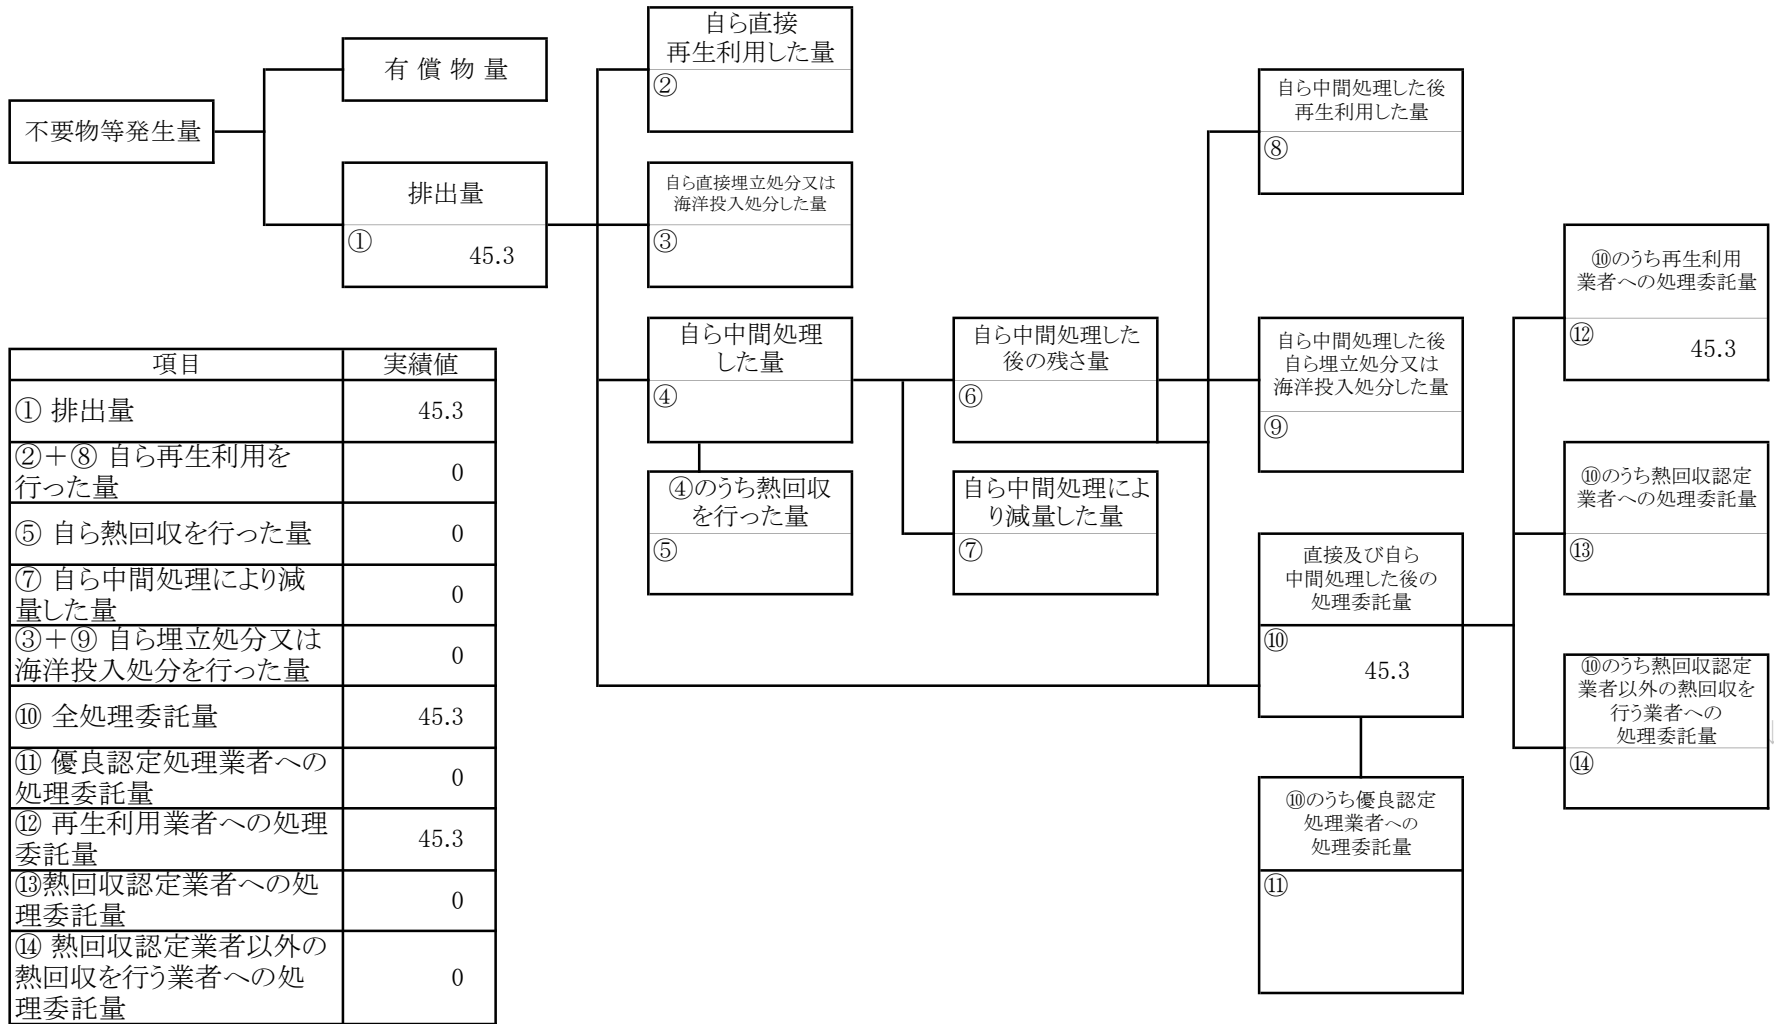 不要物等発生量
有 償 物 量
排出量
①
45.3
自ら直接
再生利用した量
②
自ら直接埋立処分又は
海洋投入処分した量
③
自ら中間処理
した量
④
④のうち熱回収
を行った量
⑤
自ら中間処理した
後の残さ量
⑥
自ら中間処理によ
り減量した量
⑦
自ら中間処理した後
再生利用した量
⑧
自ら中間処理した後
自ら埋立処分又は
海洋投入処分した量
⑨
直接及び自ら
中間処理した後の
処理委託量
⑩
45.3
⑩のうち優良認定
処理業者への
処理委託量
⑪
⑩のうち再生利用
業者への処理委託量
⑫
45.3
⑩のうち熱回収認定
業者への処理委託量
⑬
⑩のうち熱回収認定
業者以外の熱回収を
行う業者への
処理委託量
⑭
項目 実績値
① 排出量 45.3
②＋⑧ 自ら再生利用を
行った量 0
⑤ 自ら熱回収を行った量 0
⑦ 自ら中間処理により減
量した量 0
③＋⑨ 自ら埋立処分又は
海洋投入処分を行った量 0
⑩ 全処理委託量 45.3
⑪ 優良認定処理業者への
処理委託量 0
⑫ 再生利用業者への処理
委託量 45.3
⑬熱回収認定業者への処
理委託量 0
⑭ 熱回収認定業者以外の
熱回収を行う業者への処
理委託量 0